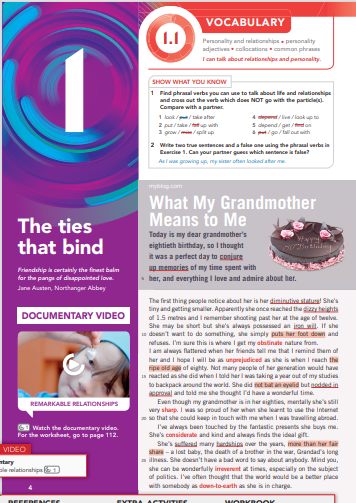 1
The ties
that bind
Friendship is certainly the finest balm
for the pangs of disappointed love.
Jane Austen, Northanger Abbey
DOCUMENTARY VIDEO
REMARKABLE RELATIONSHIPS
Watch the documentary video.
For the worksheet, go to page 112.
VIDEO
4
1.1
VOCABULARY
Personality and relationships • personality
adjectives • collocations • common phrases
I can talk about relationships and personality.
SHOW WHAT YOU KNOW
1 Find phrasal verbs you can use to talk about life and relationships
and cross out the verb which does NOT go with the particle(s).
Compare with a partner.
1 look / put / take after
2 put / take / fall up with
3 grow / miss / split up
4 depend / live / look up to
5 depend / get / find on
6 put / go / fall out with
2 Write two true sentences and a false one using the phrasal verbs in
Exercise 1. Can your partner guess which sentence is false?
As I was growing up, my sister often looked after me.
myblog.com
What My Grandmother
Means to Me
Today is my dear grandmother's
eightieth birthday, so I thought
it was a perfect day to conjure
up memories of my time spent with
her, and everything I love and admire about her.
The first thing people notice about her is her diminutive stature! She's
tiny and getting smaller. Apparently she once reached the dizzy heights
of 1.5 metres and I remember shooting past her at the age of twelve.
She may be short but she's always possessed an iron will. If she
doesn't want to do something, she simply puts her foot down and
refuses. I'm sure this is where I get my obstinate nature from.
I am always flattered when her friends tell me that I remind them of
her and I hope I will be as unprejudiced as she is when I reach the
ripe old age of eighty. Not many people of her generation would have
reacted as she did when I told her I was taking a year out of my studies
to backpack around the world. She did not bat an eyelid but nodded in
approval and told me she thought I'd have a wonderful time.
Even though my grandmother is in her eighties, mentally she's still
very sharp. I was so proud of her when she learnt to use the Internet
so that she could keep in touch with me when I was travelling abroad.
I've always been touched by the fantastic presents she buys me.
She's considerate and kind and always finds the ideal gift.
She's suffered many hardships over the years, more than her fair
share – a lost baby, the death of a brother in the war, Grandad's long
illness. She doesn't have a bad word to say about anybody. Mind you,
she can be wonderfully irreverent at times, especially on the subject
of politics. I've often thought that the world would be a better place
with somebody as down-to-earth as she is in charge.
REFERENCES
EXTRA ACTIVITIES
WORKBOOK